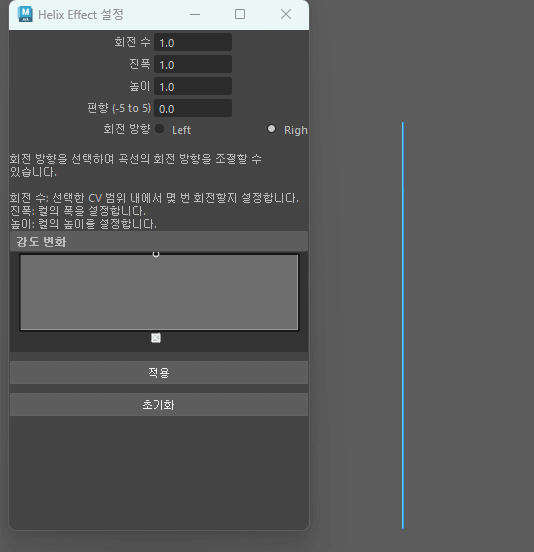 Helix Effect 설정
회전 수 1.0
진폭 1.0
높이 1.0
편향 (-5 to 5) 0.0
회전 방향 Left Righ
회전 방향을 선택하여 곡선의 회전 방향을 조절할 수
있습니다.
회전 수: 선택한 CV 범위 내에서 몇 번 회전할지 설정합니다.
진폭: 컬의 폭을 설정합니다.
높이: 컬의 높이를 설정합니다.
강도 변화
적용
초기화